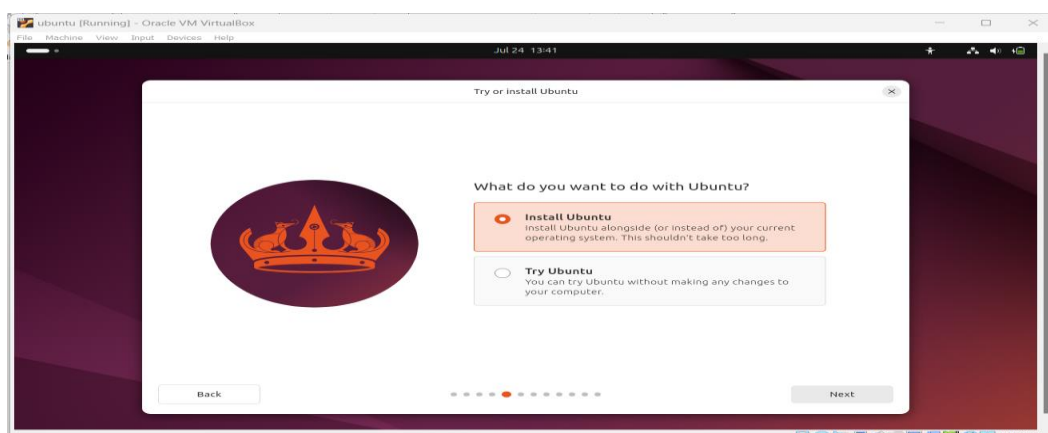 ubuntu [Running] - Oracle VM VirtualBox
File Machine View Input Devices Help
Jul 24 13:41
Try or install Ubuntu
What do you want to do with Ubuntu?
Install Ubuntu
Install Ubuntu alongside (or instead of) your current
operating system. This shouldn't take too long.
Try Ubuntu
You can try Ubuntu without making any changes to
your computer.
Back
Next